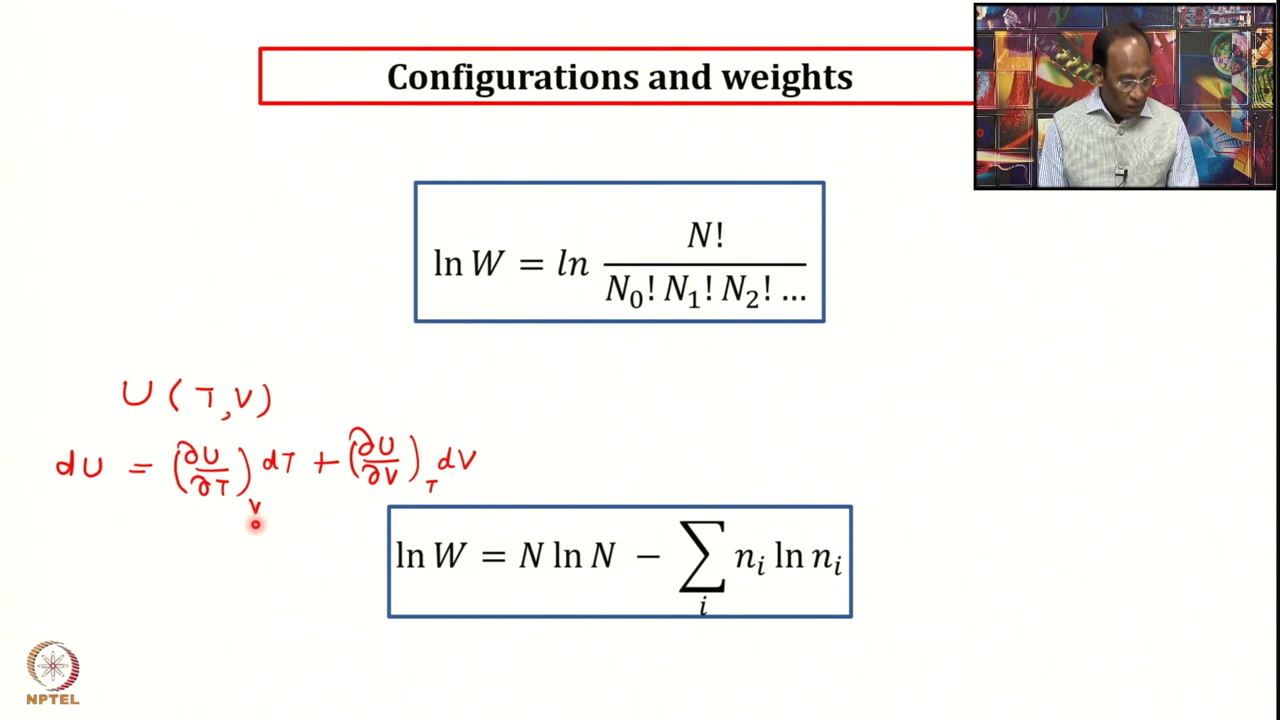 Configurations and weights
ln W = ln N! / N₀! N₁! N₂! …
U (T,V)
dU = (∂U/∂T)_V dT + (∂U/∂V)_T dV
ln W = N ln N − ∑_i n_i ln n_i
NPTEL